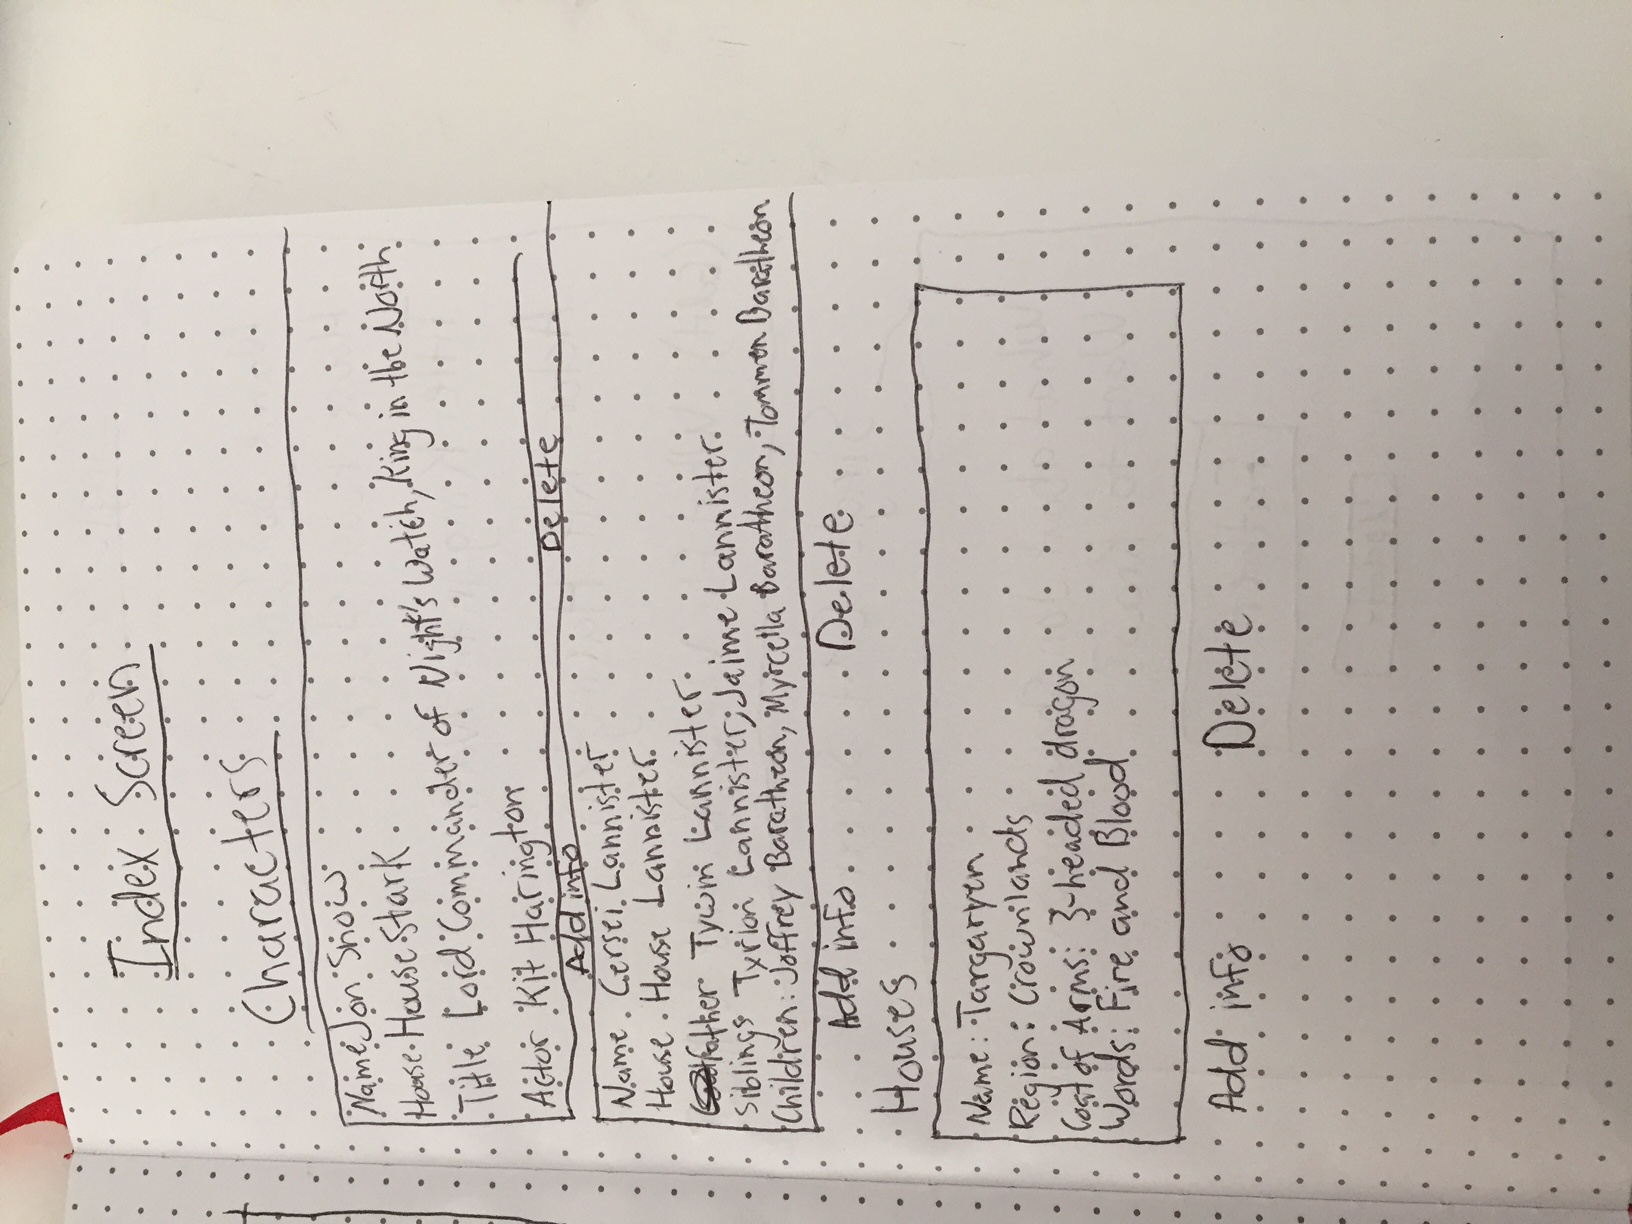 Index Screen
Characters
Name Jon Snow
House House Stark
Title Lord Commander of Night's Watch, King in the North
Actor Kit Harington
Add info Delete
Name Cersei Lannister
House House Lannister
father Tywin Lannister
Siblings Tyrion Lannister, Jaime Lannister
Children: Joffrey Baratheon, Myrcella Baratheon, Tommen Baratheon
Add info Delete
Houses
Name: Targaryen
Region: Crownlands
Coat of Arms: 3-headed dragon
Words: Fire and Blood
Add info Delete